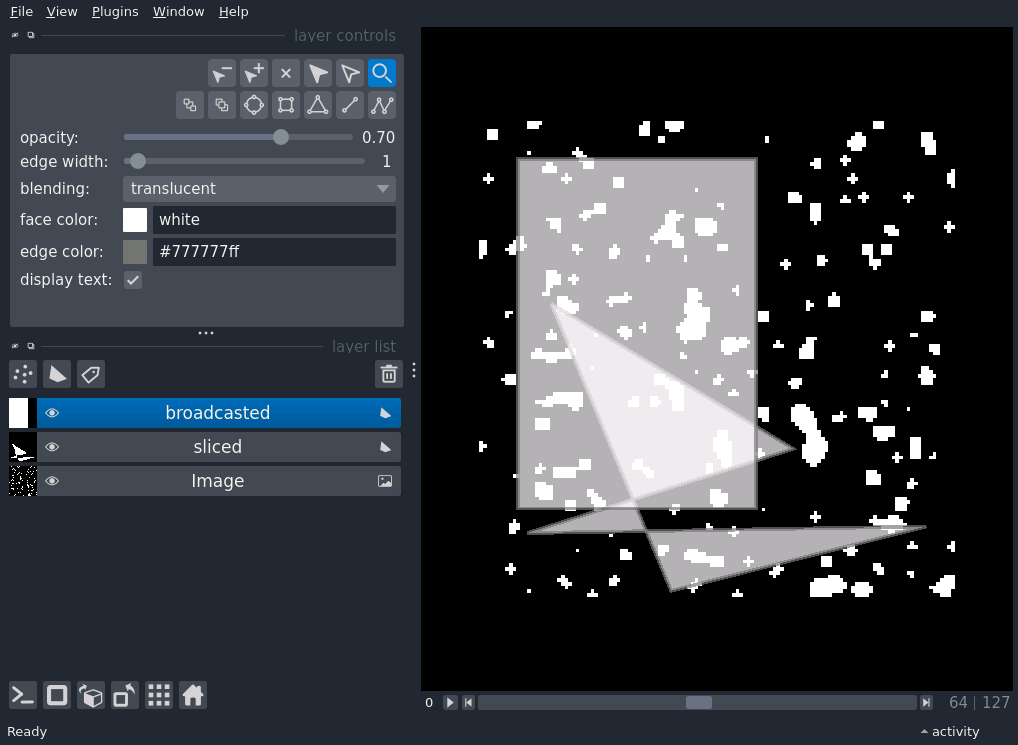 File View Plugins Window Help
layer controls
opacity: 0.70
edge width: 1
blending: translucent
face color: white
edge color: #777777ff
display text:
layer list
broadcasted
sliced
Image
0 64 | 127
Ready activity